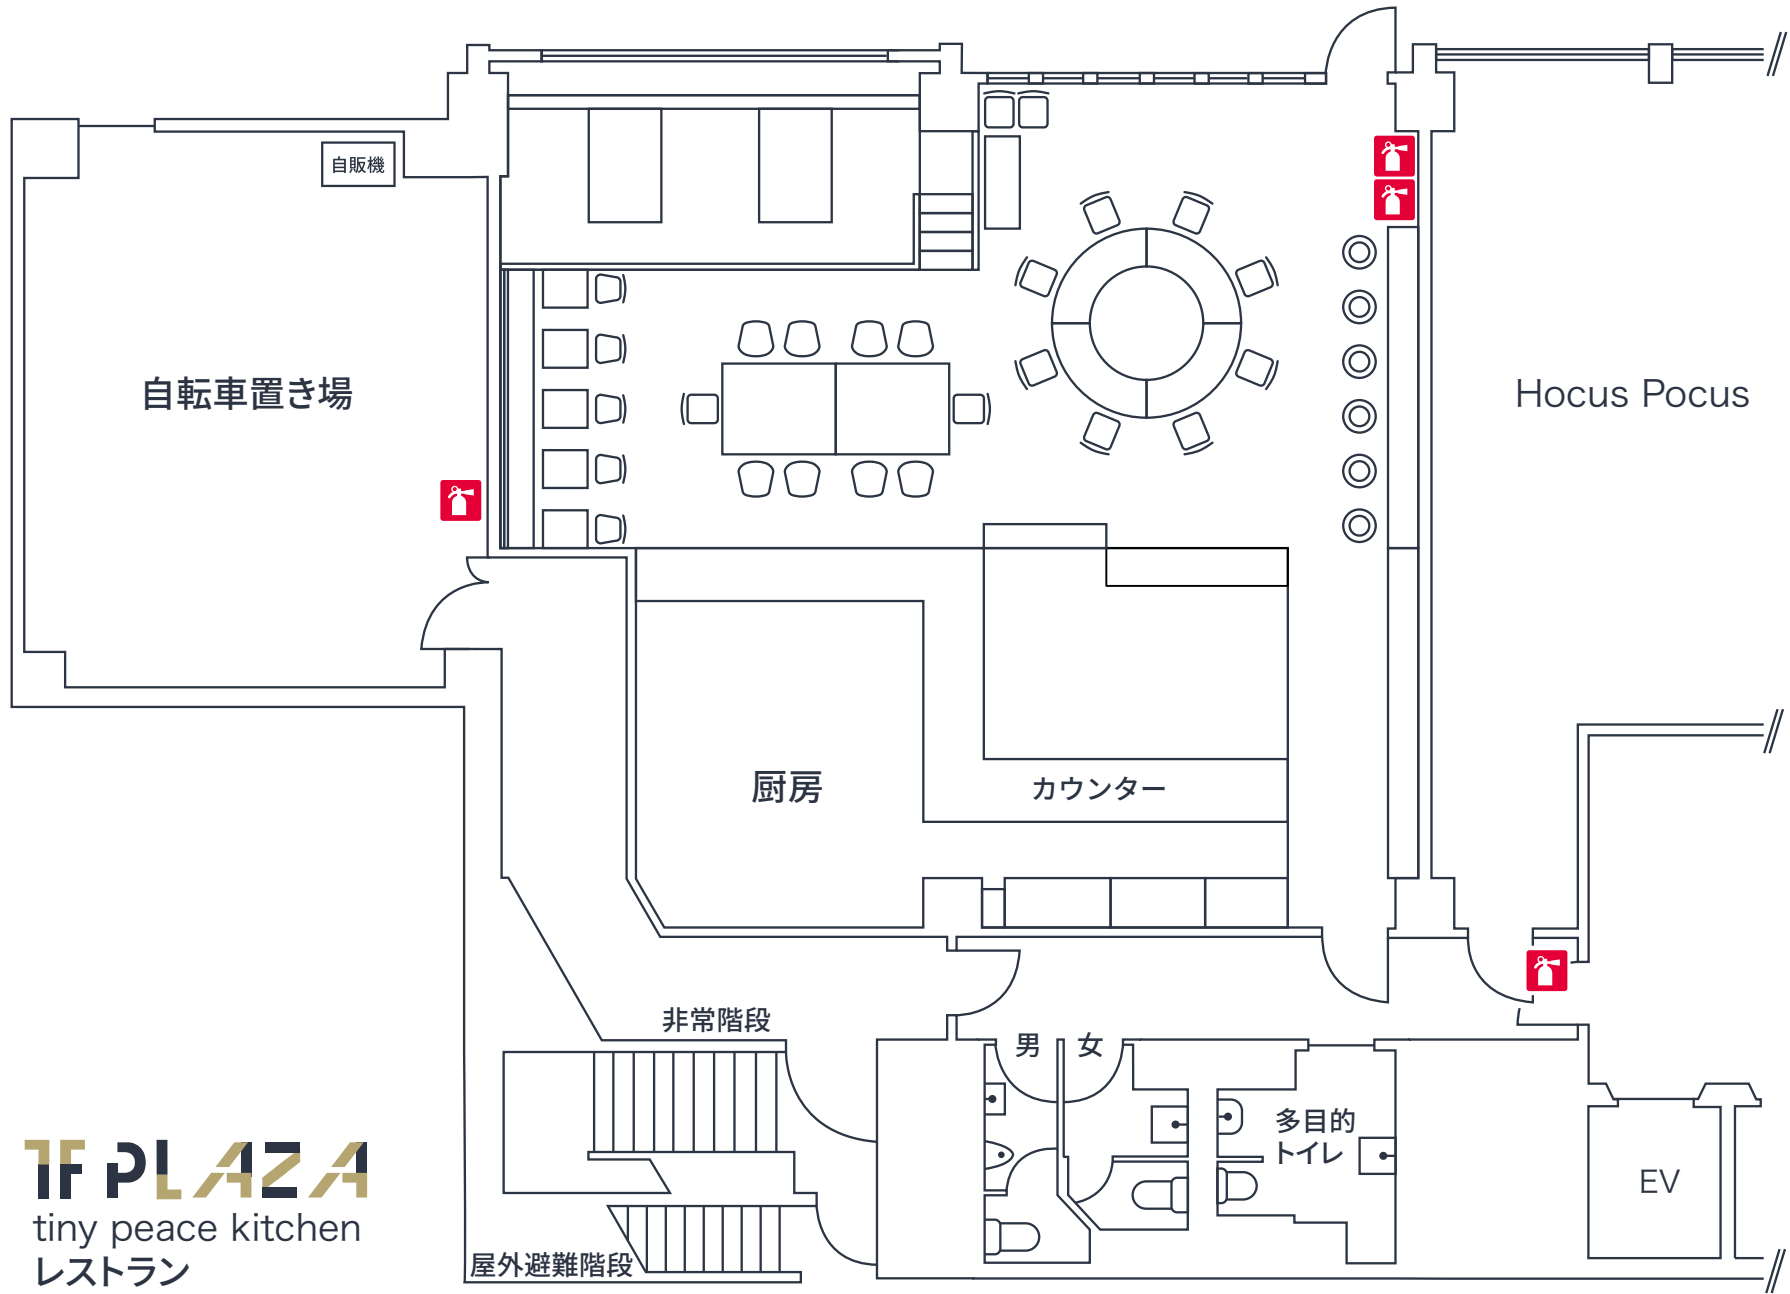 自販機
自転車置き場
Hocus Pocus
厨房
カウンター
非常階段
男
女
多目的
トイレ
EV
屋外避難階段
TF PLAZA
tiny peace kitchen
レストラン